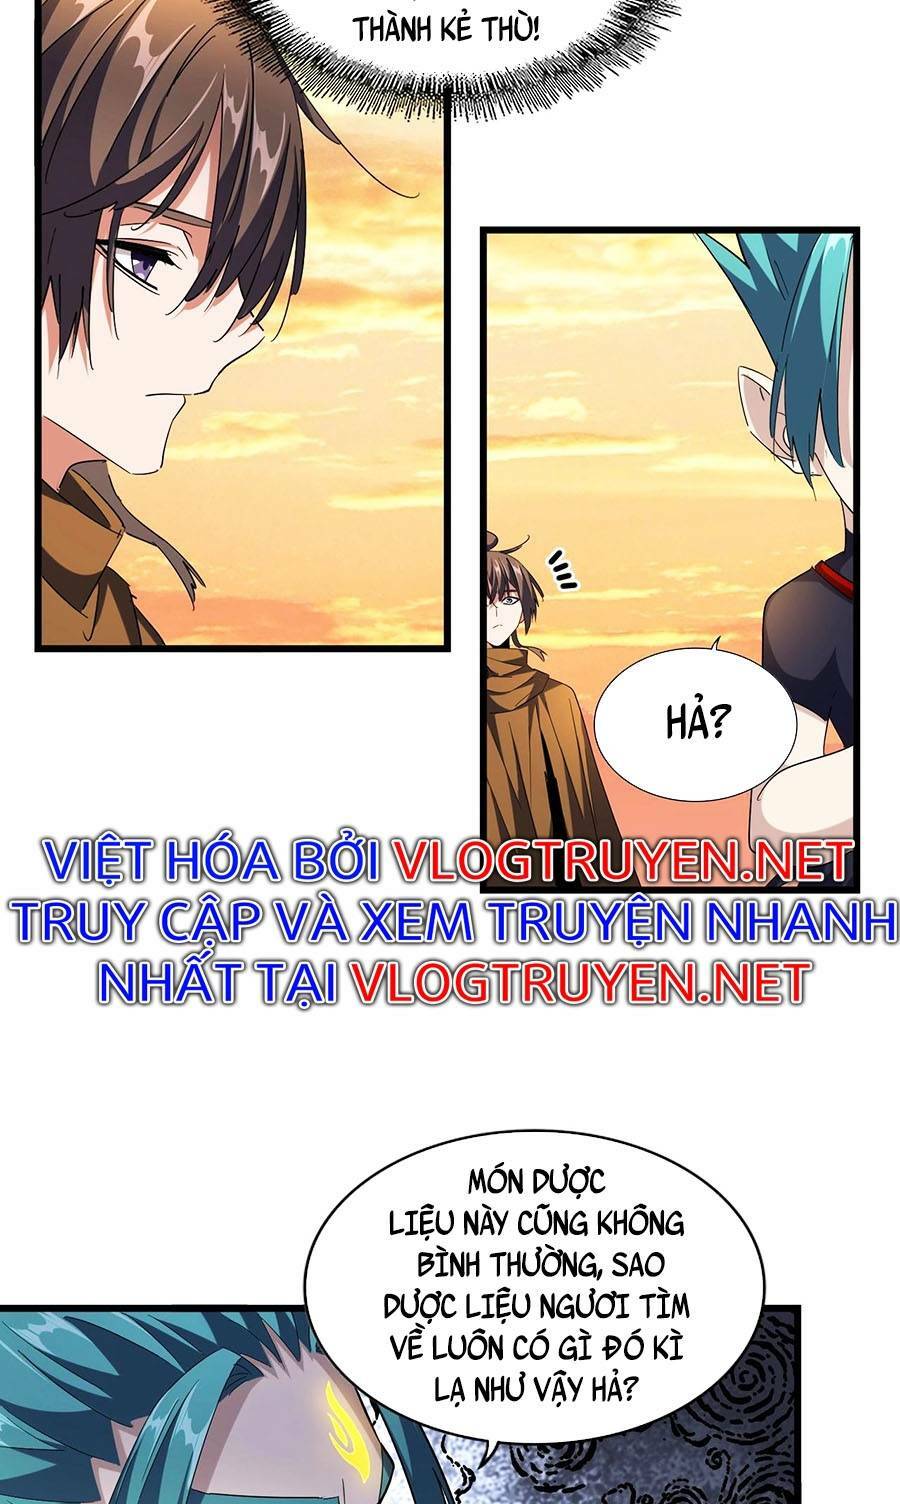 THÀNH KẺ THÙ!
HẢ?
VIỆT HÓA BỞI VLOGTRUYEN.NET
TRUY CẬP VÀ XEM TRUYỆN NHANH
NHẤT TẠI VLOGTRUYEN.NET
MÓN DƯỢC
LIỆU NÀY CŨNG KHÔNG
BÌNH THƯỜNG, SAO
DƯỢC LIỆU NGƯƠI TÌM
VỀ LUÔN CÓ GÌ ĐÓ KÌ
LẠ NHƯ VẬY HẢ?